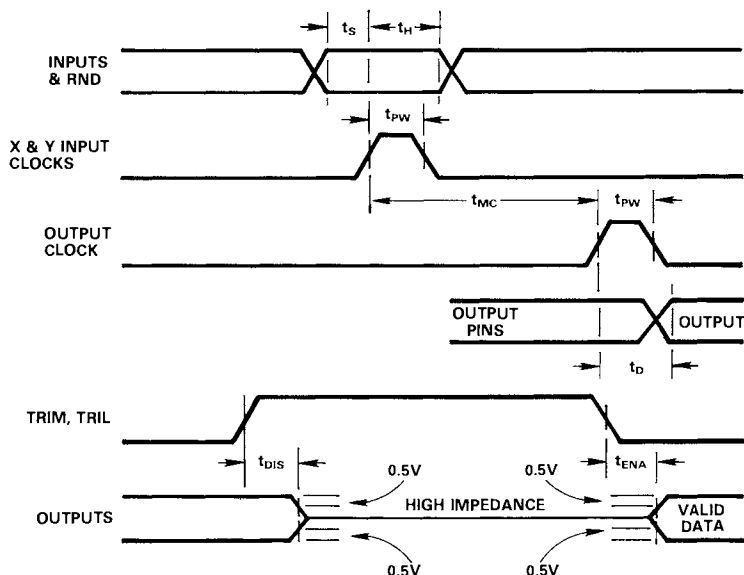 tS tH
INPUTS
& RND
tPW
X & Y INPUT
CLOCKS
tMC tPW
OUTPUT
CLOCK
OUTPUT
PINS
OUTPUT
tD
TRIM, TRIL
tDIS 0.5V 0.5V tENA
OUTPUTS
HIGH IMPEDANCE
VALID
DATA
0.5V 0.5V